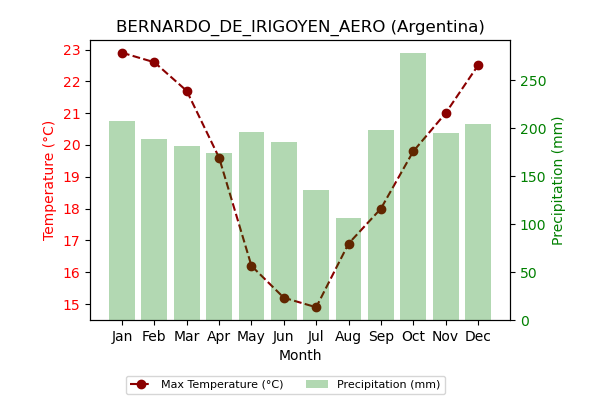 BERNARDO_DE_IRIGOYEN_AERO (Argentina)
23
22
21
20
19
18
17
16
15
Temperature (°C)
250
200
150
100
50
0
Precipitation (mm)
Jan Feb Mar Apr May Jun Jul Aug Sep Oct Nov Dec
Month
Max Temperature (°C) Precipitation (mm)